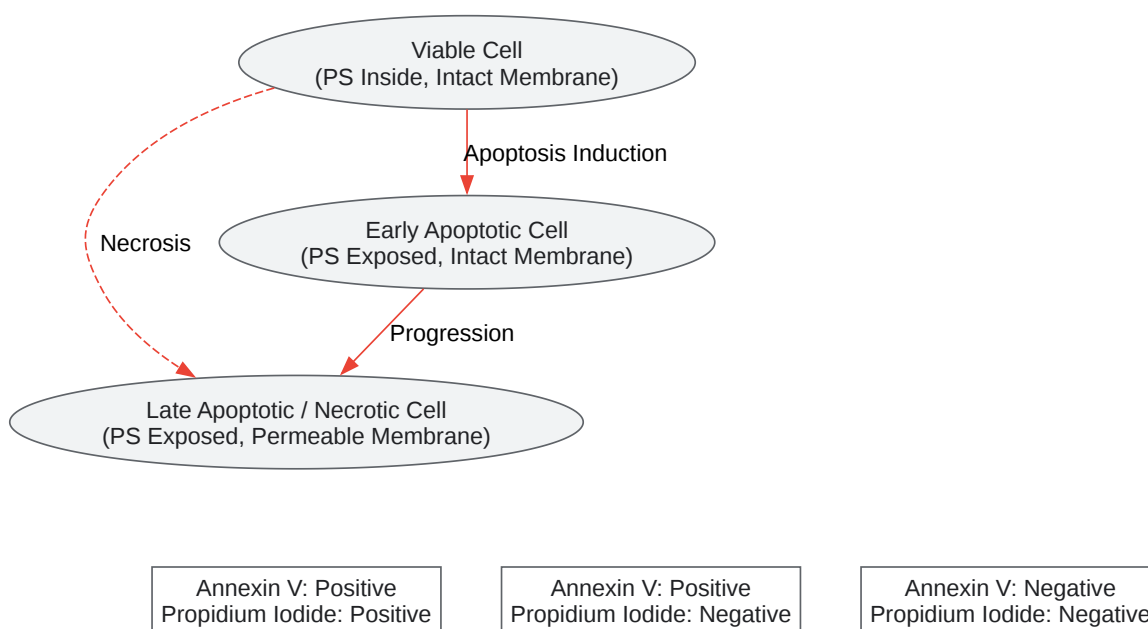 Viable Cell
(PS Inside, Intact Membrane)
Apoptosis Induction
Early Apoptotic Cell
(PS Exposed, Intact Membrane)
Necrosis
Progression
Late Apoptotic / Necrotic Cell
(PS Exposed, Permeable Membrane)
Annexin V: Positive
Propidium Iodide: Positive
Annexin V: Positive
Propidium Iodide: Negative
Annexin V: Negative
Propidium Iodide: Negative